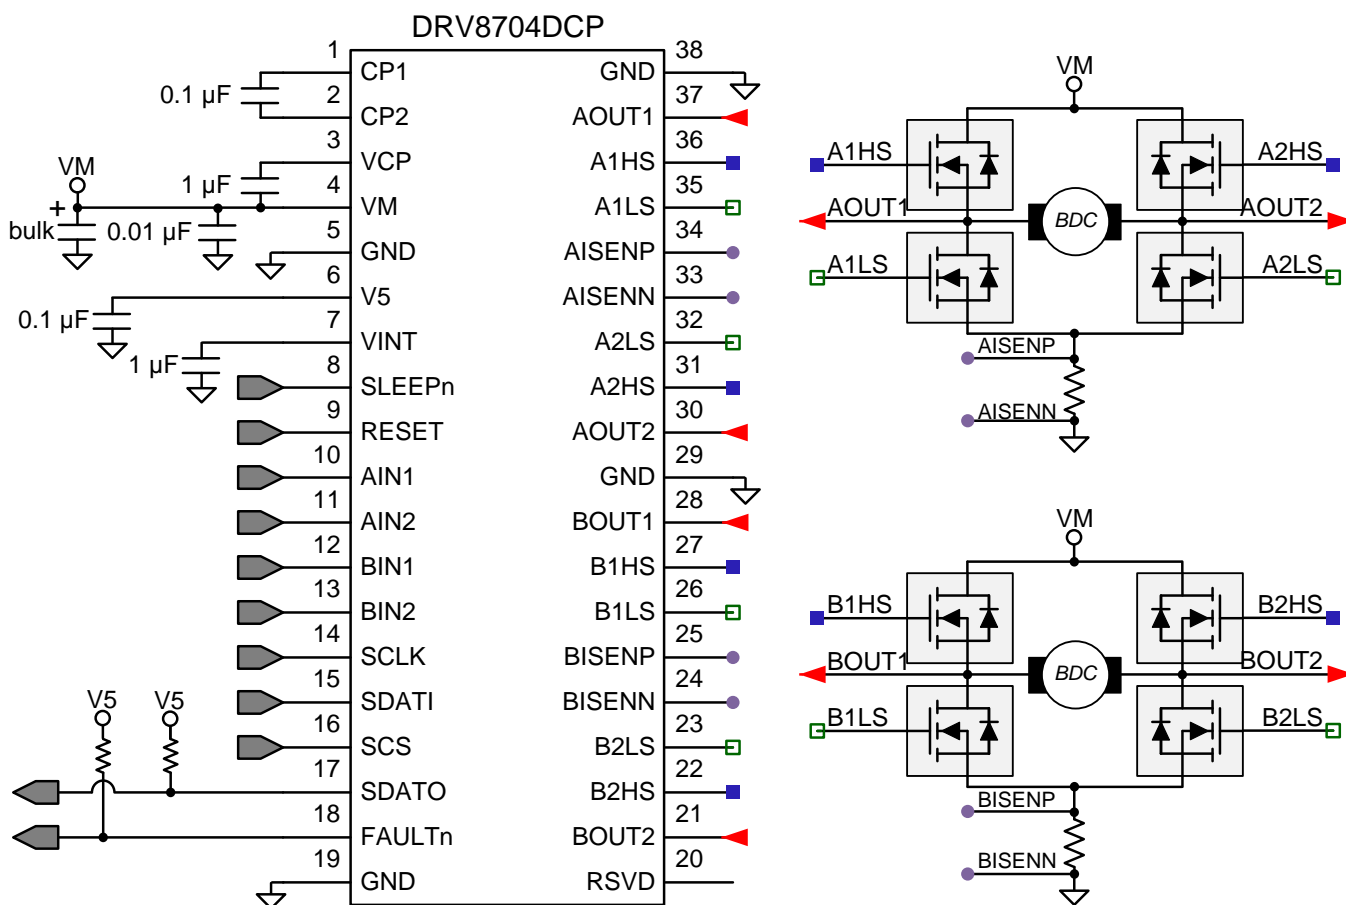 DRV8704DCP
1
CP1
0.1 µF
2
CP2
3
VCP
1 µF
VM
4
VM
+
bulk
0.01 µF
5
GND
6
V5
0.1 µF
7
VINT
1 µF
8
SLEEPn
9
RESET
10
AIN1
11
AIN2
12
BIN1
13
BIN2
14
SCLK
15
SDATI
16
SCS
V5
V5
17
SDATO
18
FAULTn
19
GND
38
GND
37
AOUT1
36
A1HS
35
A1LS
34
AISENP
33
AISENN
32
A2LS
31
A2HS
30
AOUT2
29
GND
28
BOUT1
27
B1HS
26
B1LS
25
BISENP
24
BISENN
23
B2LS
22
B2HS
21
BOUT2
20
RSVD
VM
A1HS
A2HS
AOUT1
BDC
AOUT2
A1LS
A2LS
AISENP
AISENN
VM
B1HS
B2HS
BOUT1
BDC
BOUT2
B1LS
B2LS
BISENP
BISENN